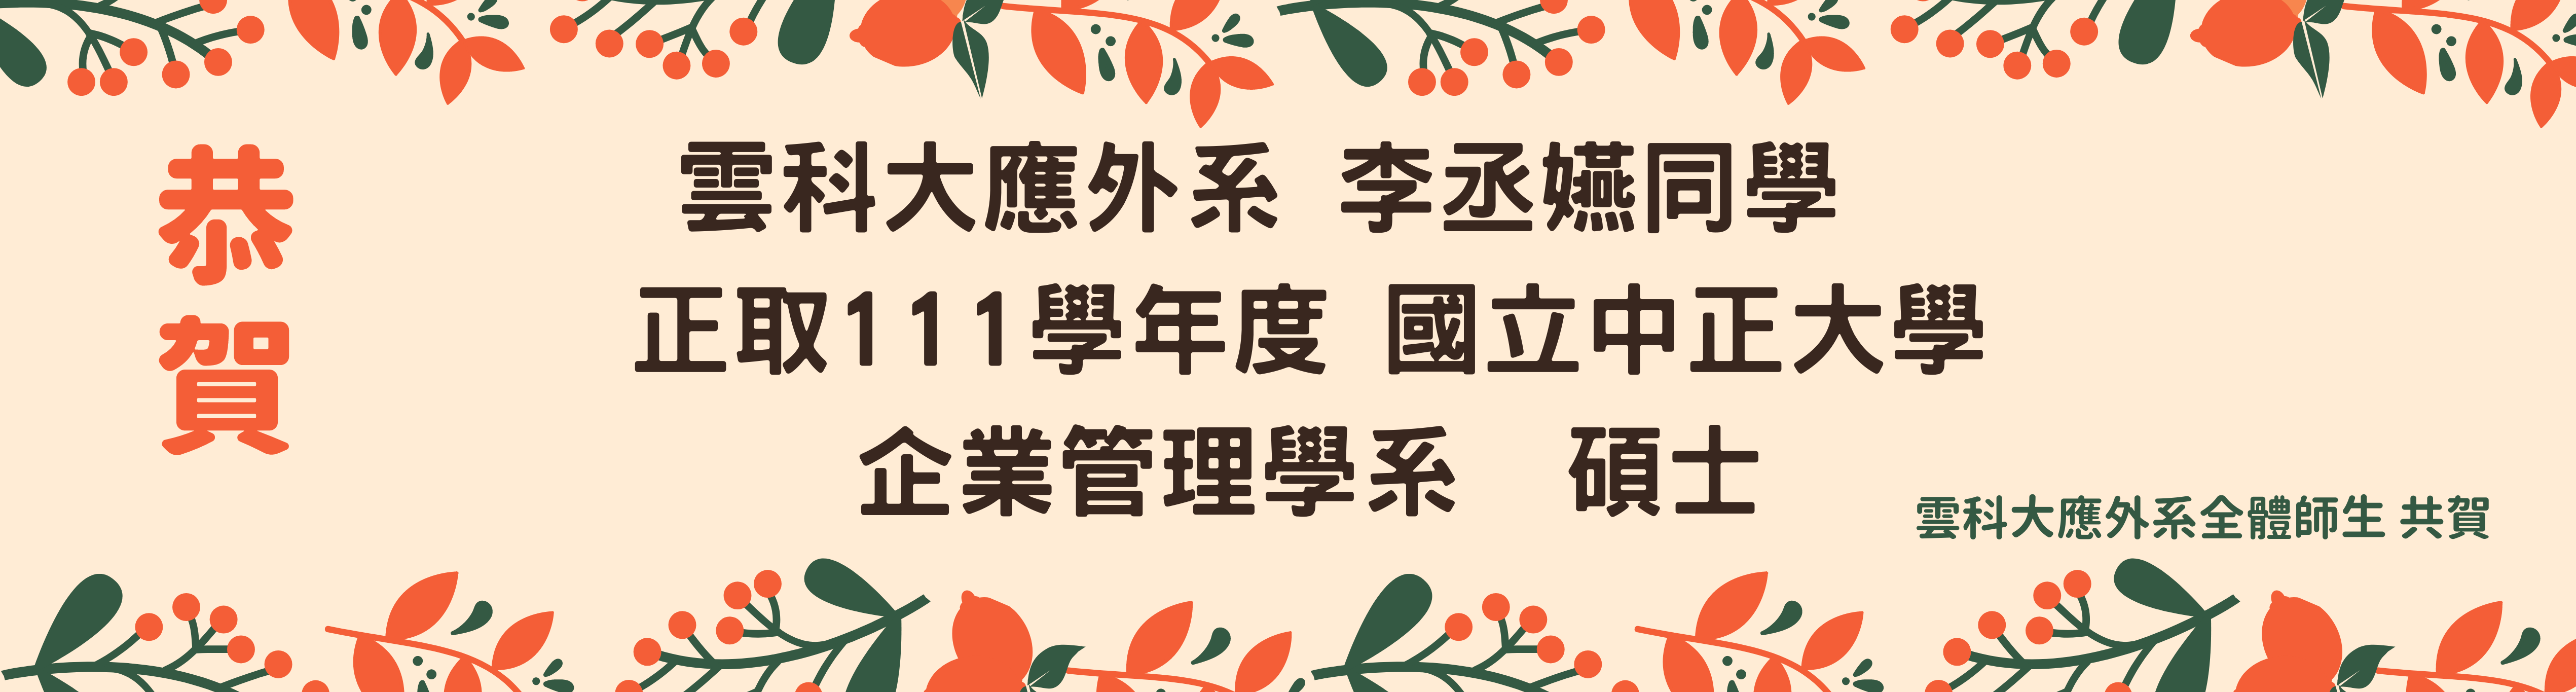 恭賀
雲科大應外系 李丞嬿同學
正取111學年度 國立中正大學
企業管理學系　碩士
雲科大應外系全體師生 共賀